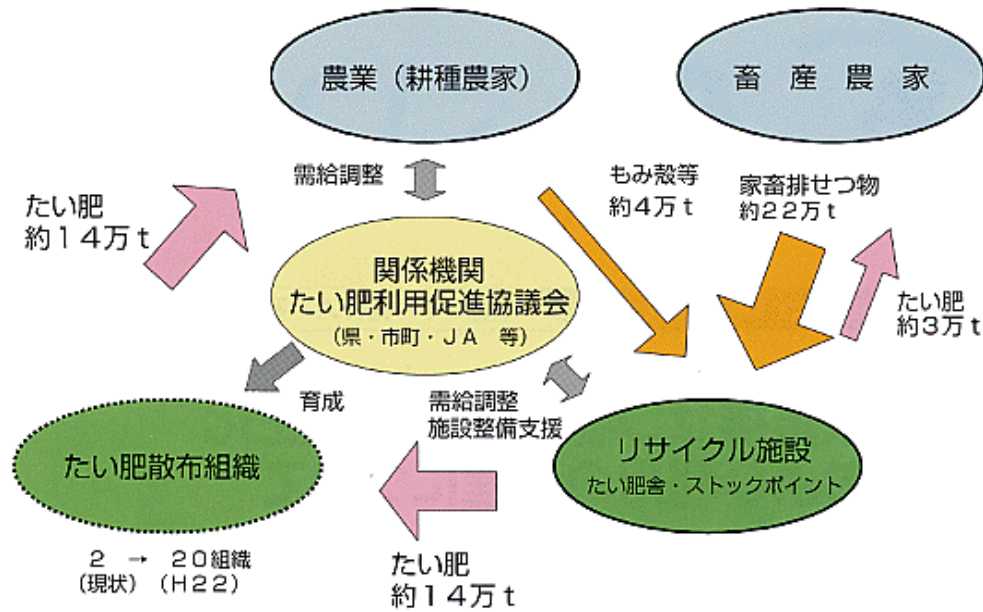 農業（耕種農家）
畜 産 農 家
需給調整
もみ殻等
約４万ｔ
家畜排せつ物
約２２万ｔ
たい肥
約１４万ｔ
関係機関
たい肥利用促進協議会
（県・市町・ＪＡ 等）
たい肥
約３万ｔ
育成
需給調整
施設整備支援
たい肥散布組織
リサイクル施設
たい肥舎・ストックポイント
２ → ２０組織
（現状） （Ｈ２２）
たい肥
約１４万ｔ